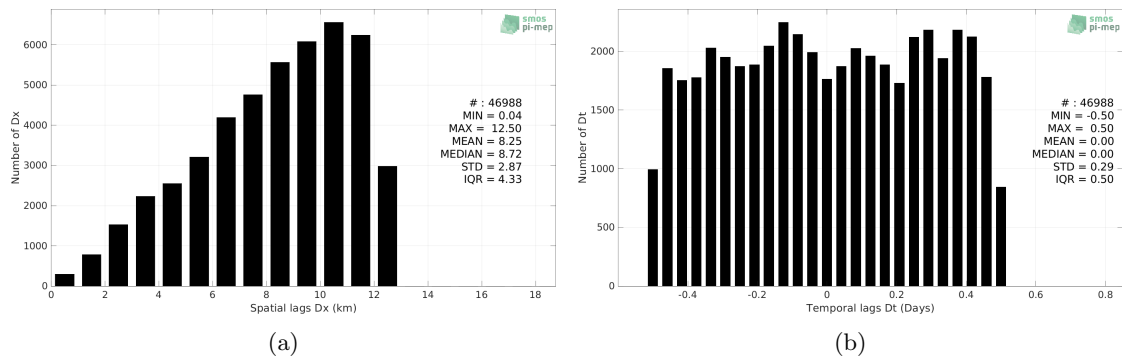 smos
pi-mep
Number of Dx
6000
5000
4000
3000
2000
1000
0
# : 46988
MIN = 0.04
MAX = 12.50
MEAN = 8.25
MEDIAN = 8.72
STD = 2.87
IQR = 4.33
0 2 4 6 8 10 12 14 16 18
Spatial lags Dx (km)
(a)
smos
pi-mep
Number of Dt
2000
1500
1000
500
0
# : 46988
MIN = -0.50
MAX = 0.50
MEAN = 0.00
MEDIAN = 0.00
STD = 0.29
IQR = 0.50
-0.4 -0.2 0 0.2 0.4 0.6 0.8
Temporal lags Dt (Days)
(b)